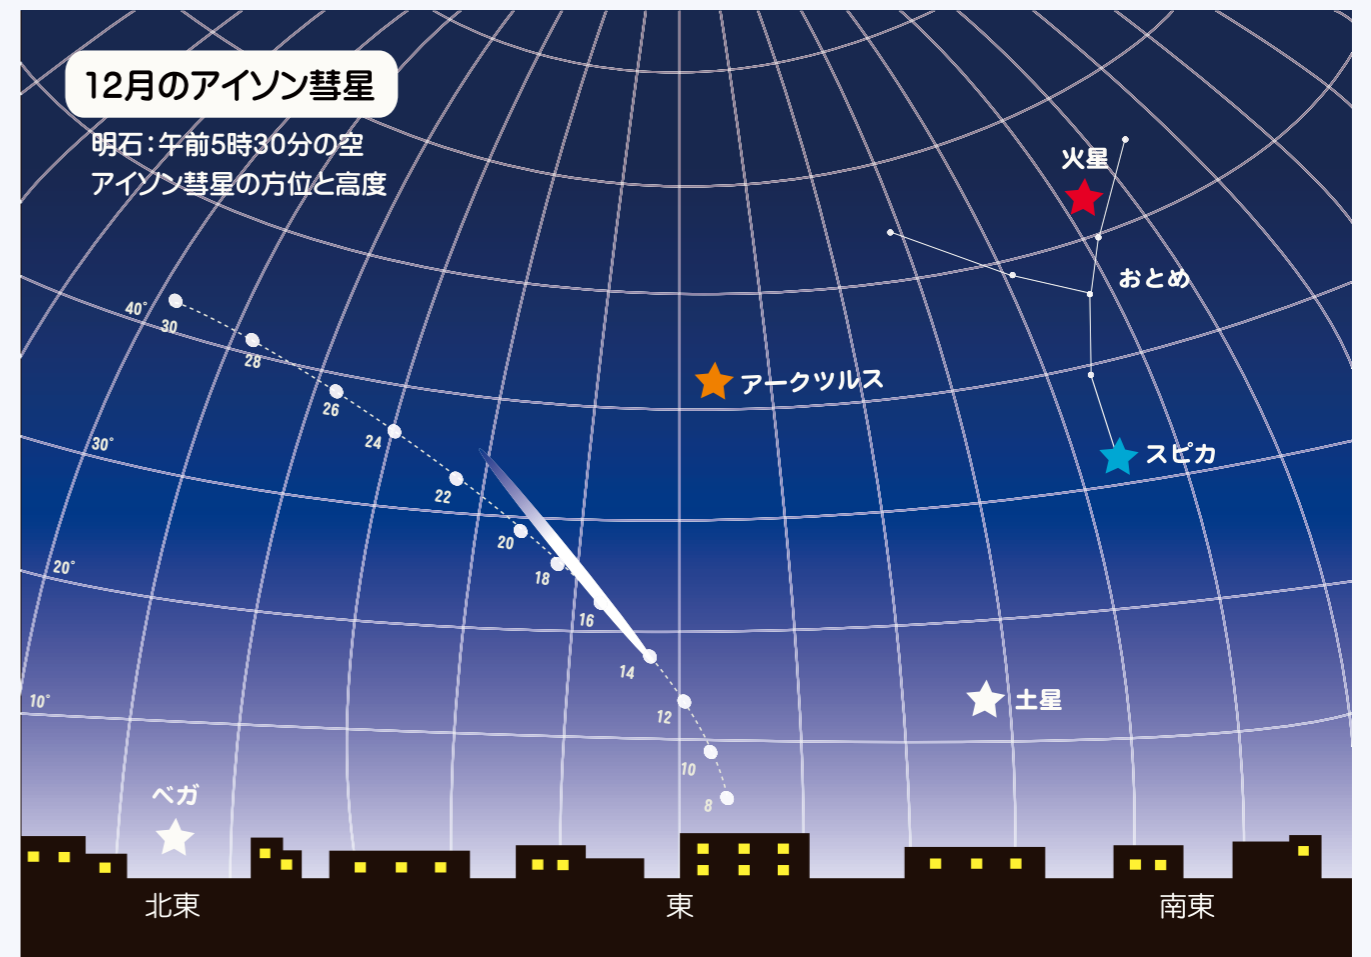 12月のアイソン彗星
明石：午前5時30分の空
アイソン彗星の方位と高度
火星
おとめ
40°
30
28
26
アークツルス
24
30°
スピカ
22
20
20°
18
16
14
土星
10°
12
10
ベガ
8
北東
東
南東